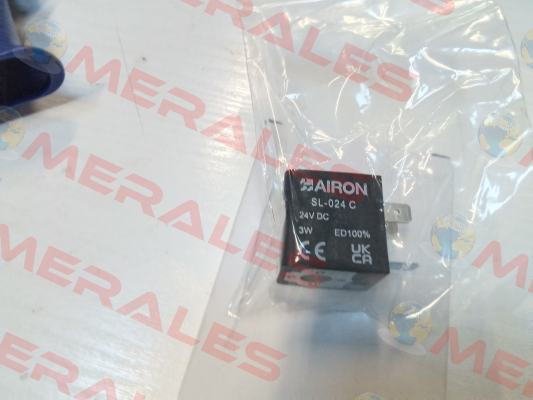 MERALES
MERALES
MERALES
MERALES
AIRON
SL-024 C
24V DC
3W ED100%
CE UK
CA